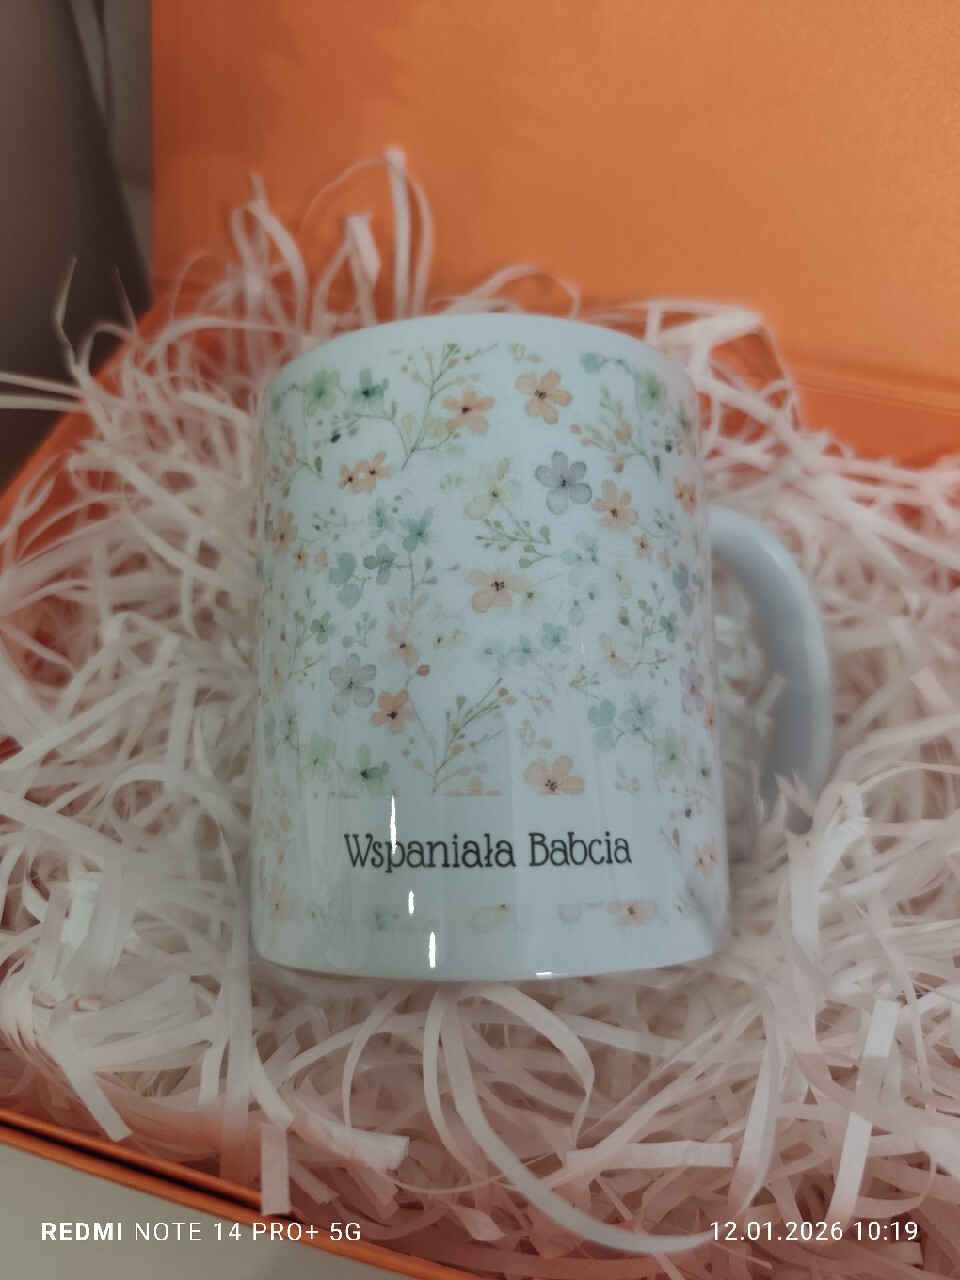 Wspaniała Babcia
REDMI NOTE 14 PRO+ 5G
12.01.2026 10:19